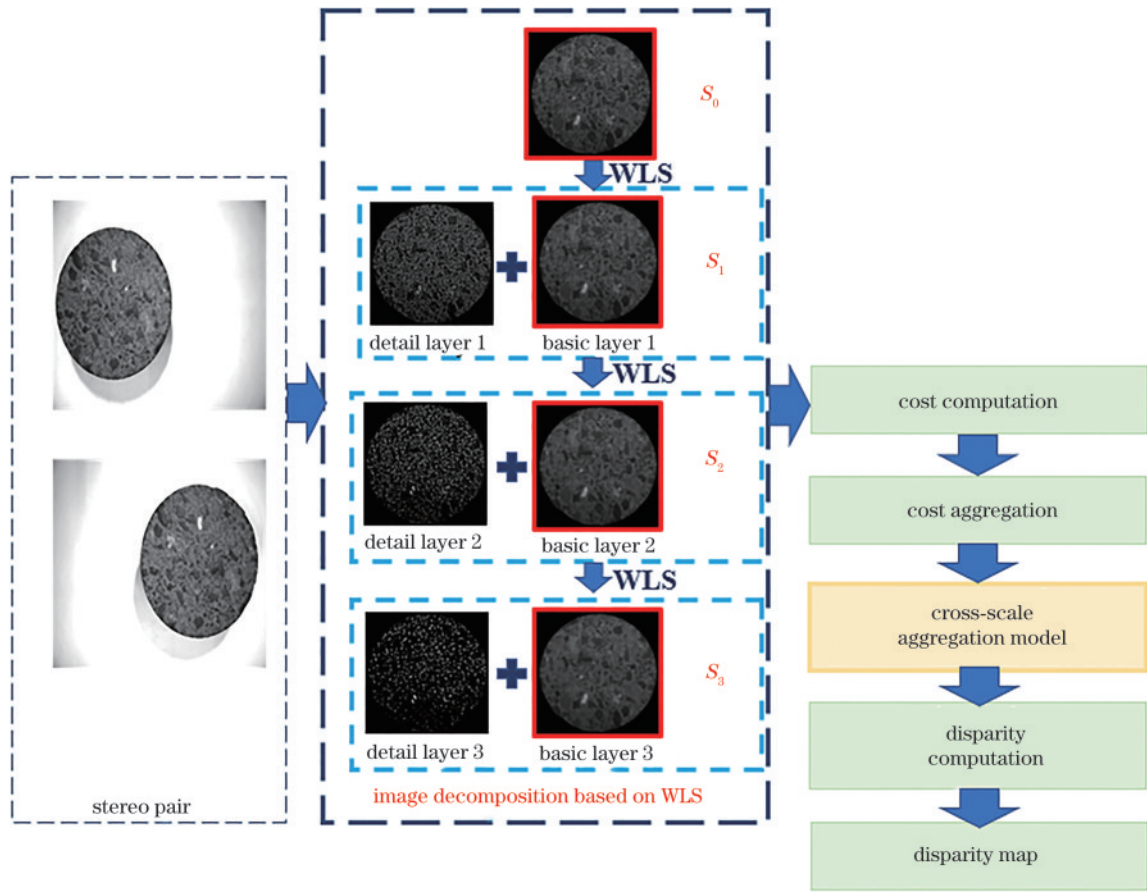 stereo pair
S0
WLS
S1
detail layer 1
basic layer 1
WLS
S2
detail layer 2
basic layer 2
WLS
S3
detail layer 3
basic layer 3
image decomposition based on WLS
cost computation
cost aggregation
cross-scale
aggregation model
disparity
computation
disparity map